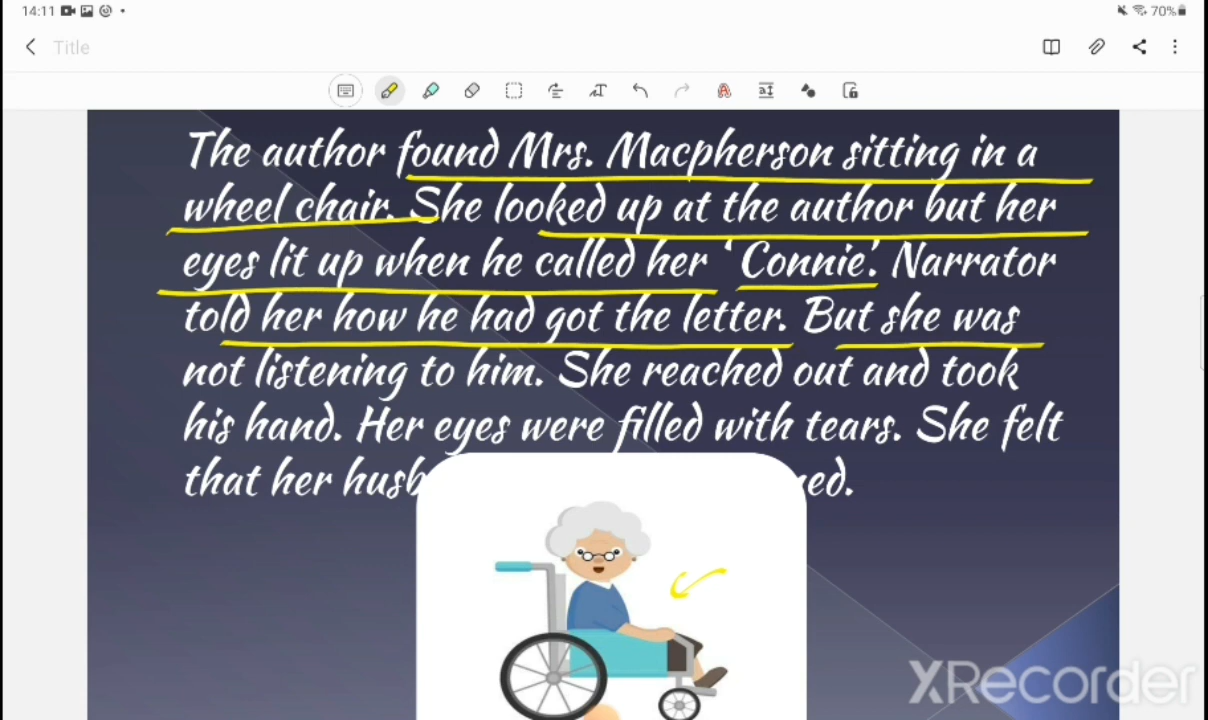 14:11
70%
Title
The author found Mrs. Macpherson sitting in a
wheel chair. She looked up at the author but her
eyes lit up when he called her ‘Connie’. Narrator
told her how he had got the letter. But she was
not listening to him. She reached out and took
his hand. Her eyes were filled with tears. She felt
that her
XRecorder